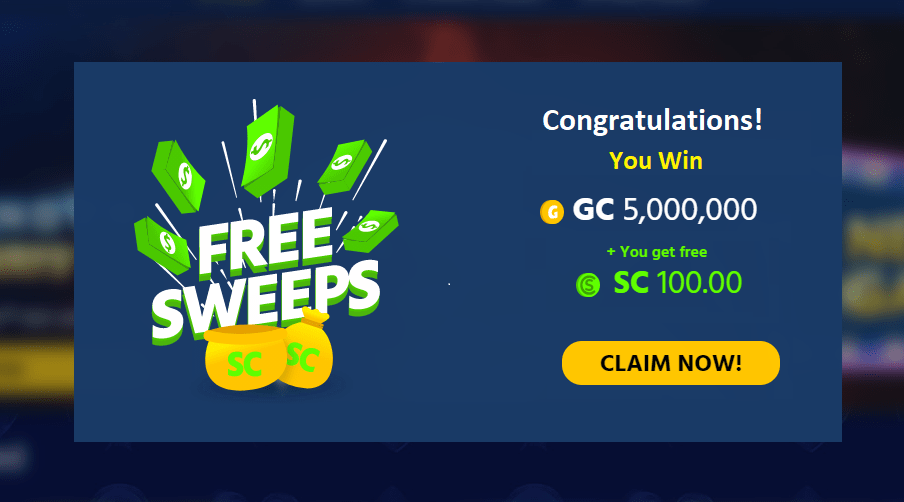 FREE
SWEEPS
SC
SC
Congratulations!
You Win
G GC 5,000,000
+ You get free
S SC 100.00
CLAIM NOW!